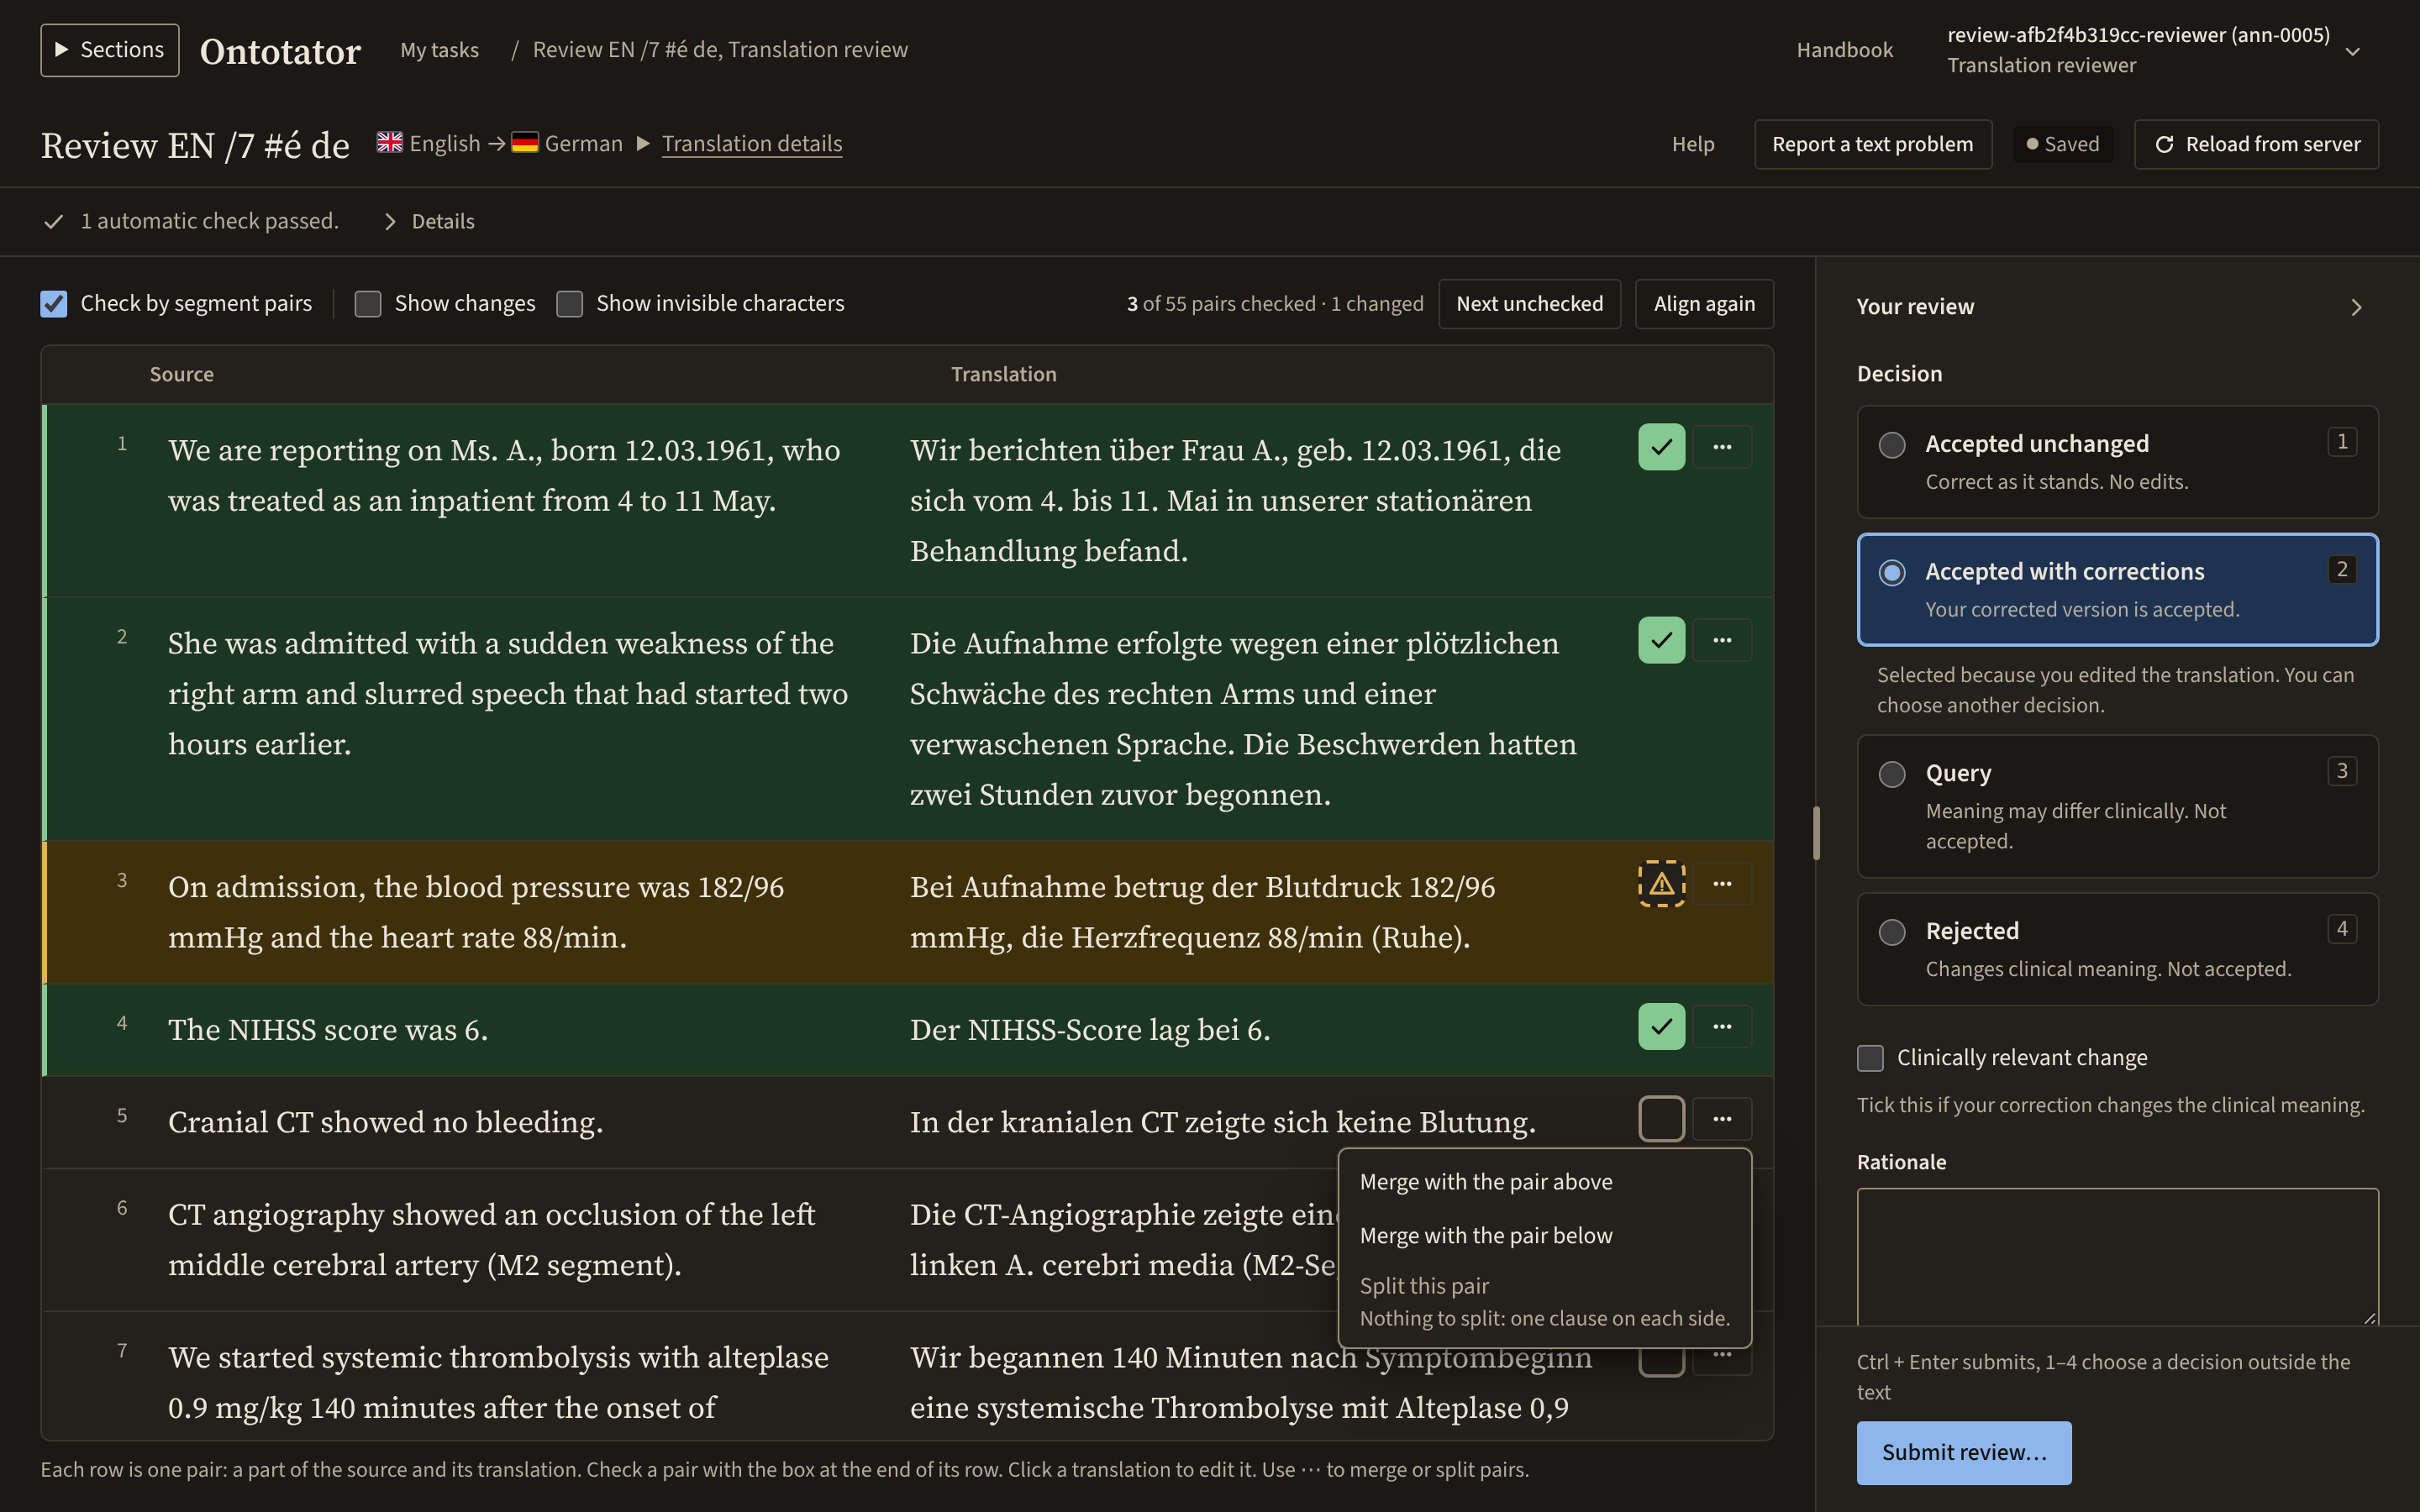 Sections
Ontotator
My tasks / Review EN /7 #é de, Translation review
Handbook
review-afb2f4b319cc-reviewer (ann-0005)
Translation reviewer
Review EN /7 #é de
English → German
Translation details
Help
Report a text problem
Saved
Reload from server
1 automatic check passed.
Details
Check by segment pairs
Show changes
Show invisible characters
3 of 55 pairs checked · 1 changed
Next unchecked
Align again
Source
Translation
1
We are reporting on Ms. A., born 12.03.1961, who
was treated as an inpatient from 4 to 11 May.
Wir berichten über Frau A., geb. 12.03.1961, die
sich vom 4. bis 11. Mai in unserer stationären
Behandlung befand.
2
She was admitted with a sudden weakness of the
right arm and slurred speech that had started two
hours earlier.
Die Aufnahme erfolgte wegen einer plötzlichen
Schwäche des rechten Arms und einer
verwaschenen Sprache. Die Beschwerden hatten
zwei Stunden zuvor begonnen.
3
On admission, the blood pressure was 182/96
mmHg and the heart rate 88/min.
Bei Aufnahme betrug der Blutdruck 182/96
mmHg, die Herzfrequenz 88/min (Ruhe).
4
The NIHSS score was 6.
Der NIHSS-Score lag bei 6.
5
Cranial CT showed no bleeding.
In der kranialen CT zeigte sich keine Blutung.
6
CT angiography showed an occlusion of the left
middle cerebral artery (M2 segment).
Die CT-Angiographie zeigte
linken A. cerebri media
Merge with the pair above
Merge with the pair below
Split this pair
Nothing to split: one clause on each side.
7
We started systemic thrombolysis with alteplase
0.9 mg/kg 140 minutes after the onset of
Wir begannen 140 Minuten nach Symptombeginn
eine systemische Thrombolyse mit Alteplase 0,9
Each row is one pair: a part of the source and its translation. Check a pair with the box at the end of its row. Click a translation to edit it. Use ⋯ to merge or split pairs.
Your review
Decision
Accepted unchanged
1
Correct as it stands. No edits.
Accepted with corrections
2
Your corrected version is accepted.
Selected because you edited the translation. You can
choose another decision.
Query
3
Meaning may differ clinically. Not
accepted.
Rejected
4
Changes clinical meaning. Not accepted.
Clinically relevant change
Tick this if your correction changes the clinical meaning.
Rationale
Ctrl + Enter submits, 1–4 choose a decision outside the
text
Submit review…